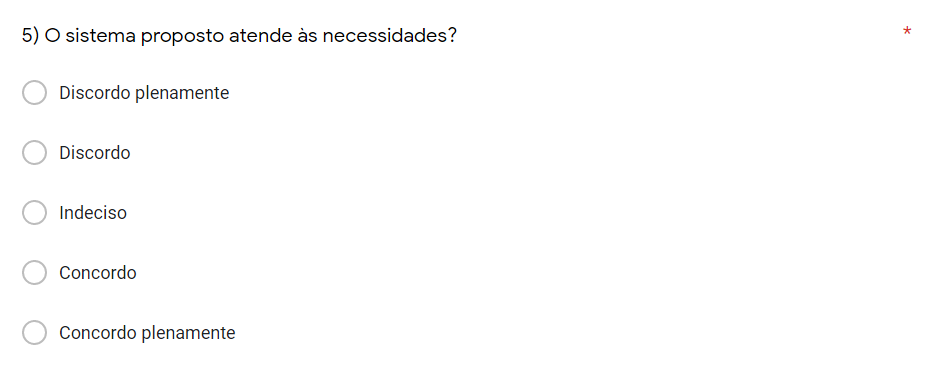 5) O sistema proposto atende às necessidades? *
Discordo plenamente
Discordo
Indeciso
Concordo
Concordo plenamente